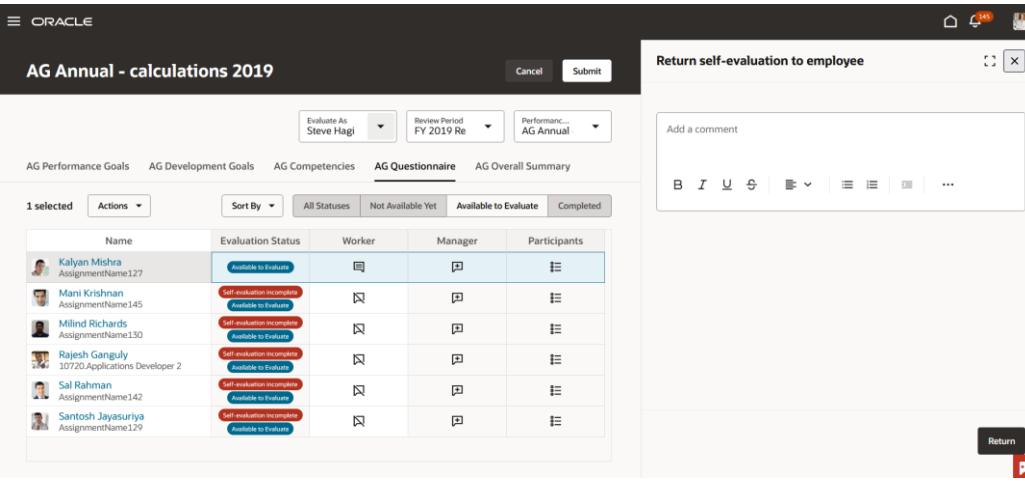 ORACLE
145
AG Annual - calculations 2019
Cancel
Submit
Evaluate As
Steve Hagi
Review Period
FY 2019 Re
Performanc...
AG Annual
AG Performance Goals
AG Development Goals
AG Competencies
AG Questionnaire
AG Overall Summary
1 selected
Actions
Sort By
All Statuses
Not Available Yet
Available to Evaluate
Completed
Name
Evaluation Status
Worker
Manager
Participants
Kalyan Mishra
AssignmentName127
Available to Evaluate
Mani Krishnan
AssignmentName145
Self-evaluation incomplete
Available to Evaluate
Milind Richards
AssignmentName130
Self-evaluation incomplete
Available to Evaluate
Rajesh Ganguly
10720.Applications Developer 2
Self-evaluation incomplete
Available to Evaluate
Sal Rahman
AssignmentName142
Self-evaluation incomplete
Available to Evaluate
Santosh Jayasuriya
AssignmentName129
Self-evaluation incomplete
Available to Evaluate
Return self-evaluation to employee
Add a comment
B I U S
Return